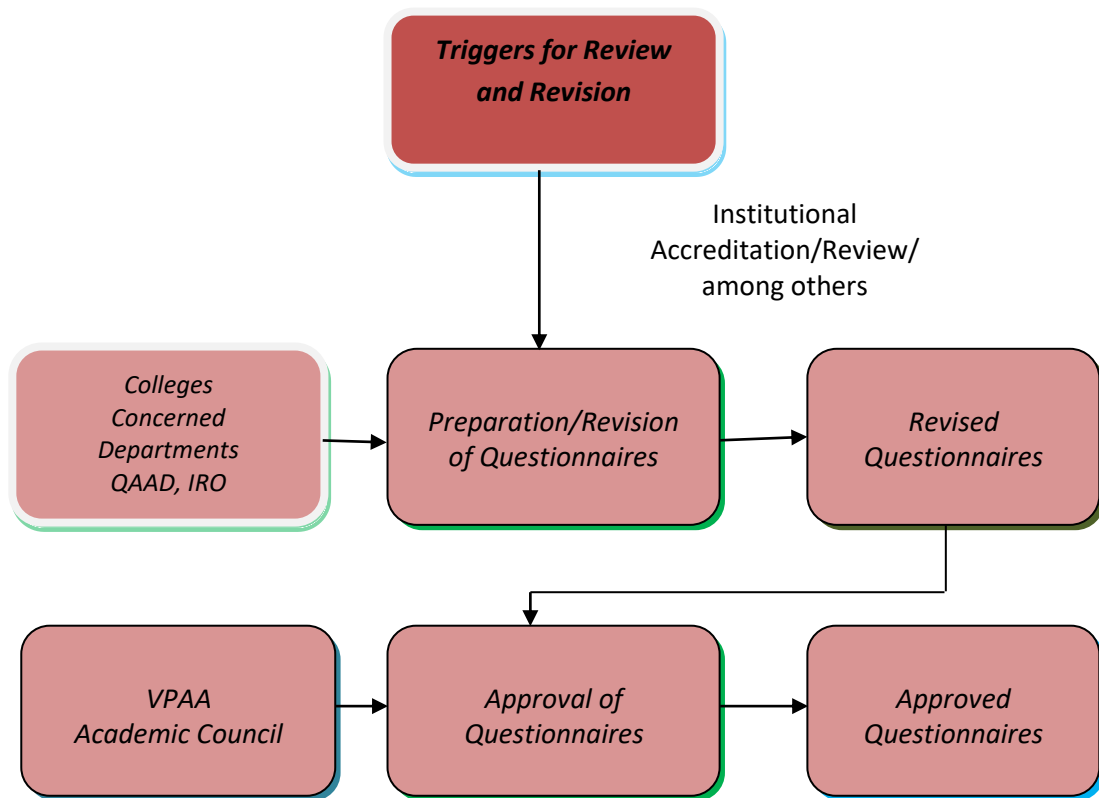 Triggers for Review
and Revision
Institutional
Accreditation/Review/
among others
Colleges
Concerned
Departments
QAAD, IRO
Preparation/Revision
of Questionnaires
Revised
Questionnaires
VPAA
Academic Council
Approval of
Questionnaires
Approved
Questionnaires